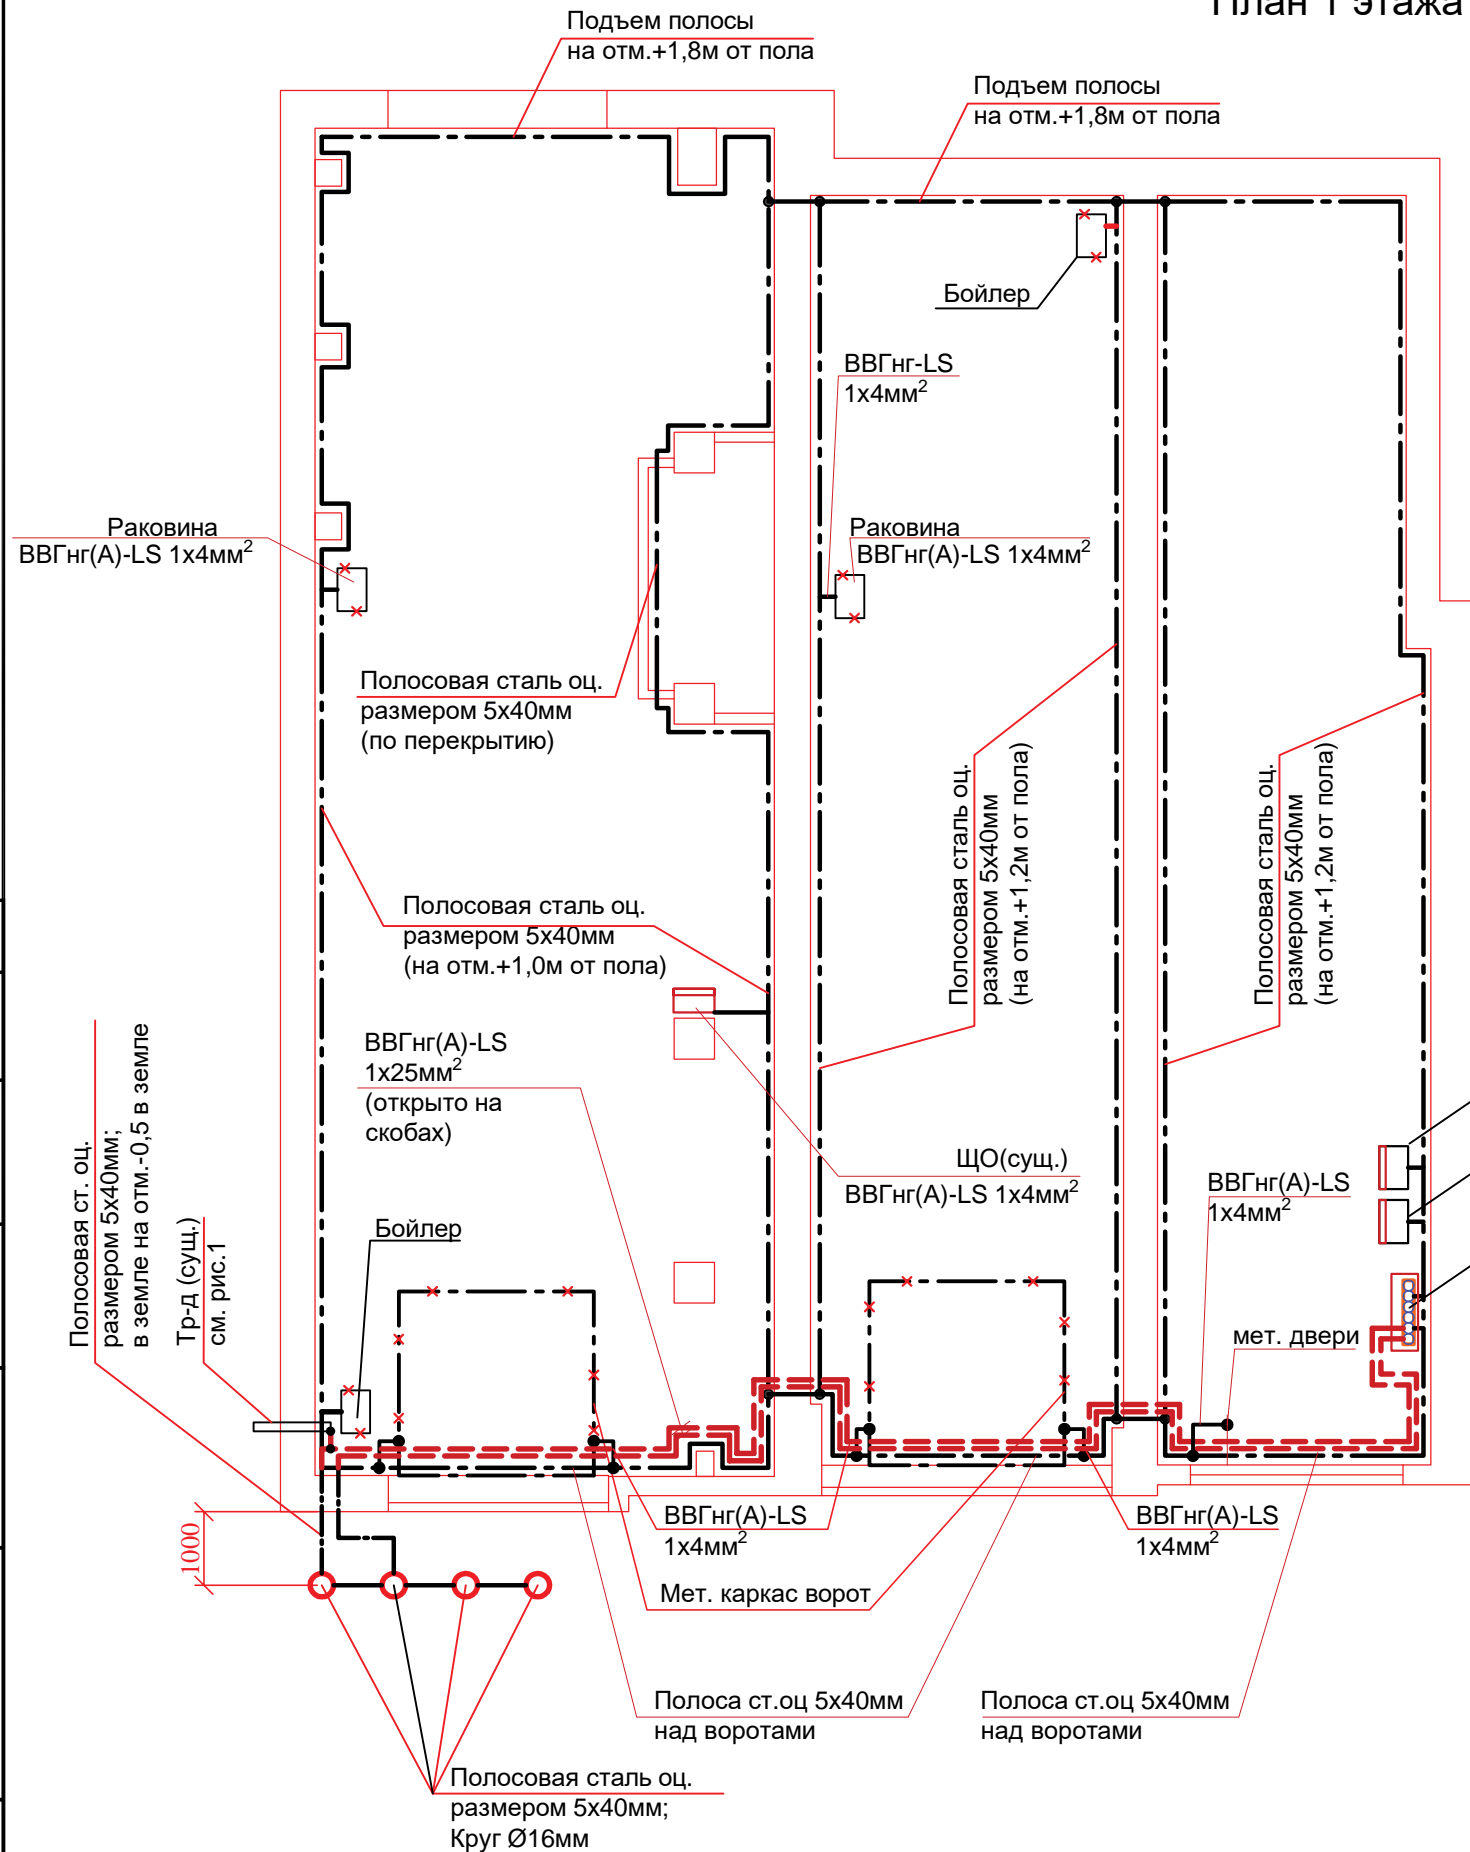 План 1 этажа
Подъем полосы
на отм.+1,8м от пола
Подъем полосы
на отм.+1,8м от пола
Бойлер
ВВГнг-LS
1х4мм²
Раковина
ВВГнг(А)-LS 1х4мм²
Раковина
ВВГнг(А)-LS 1х4мм²
Полосовая сталь оц.
размером 5х40мм
(по перекрытию)
Полосовая сталь оц.
размером 5х40мм
(на отм.+1,2м от пола)
Полосовая сталь оц.
размером 5х40мм
(на отм.+1,2м от пола)
Полосовая сталь оц.
размером 5х40мм
(на отм.+1,0м от пола)
ВВГнг(А)-LS
1х25мм²
(открыто на
скобах)
Полосовая ст. оц.
размером 5х40мм;
в земле на отм.-0,5 в земле
Тр-д (сущ.)
см. рис.1
ЩО(сущ.)
ВВГнг(А)-LS 1х4мм²
ВВГнг(А)-LS
1х4мм²
Бойлер
мет. двери
1000
ВВГнг(А)-LS
1х4мм²
ВВГнг(А)-LS
1х4мм²
Мет. каркас ворот
Полоса ст.оц 5х40мм
над воротами
Полоса ст.оц 5х40мм
над воротами
Полосовая сталь оц.
размером 5х40мм;
Круг Ø16мм